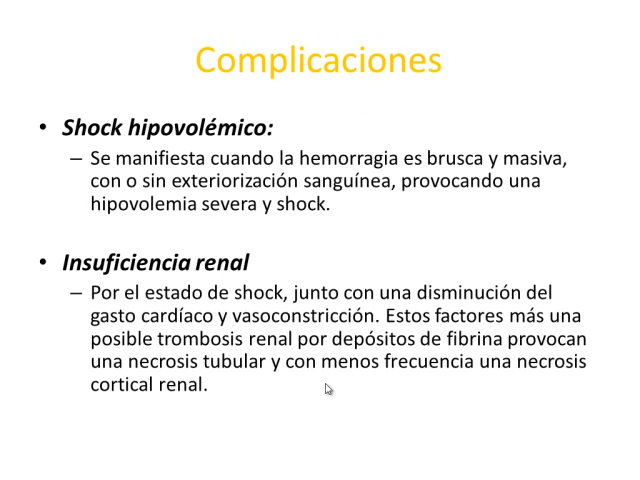 Complicaciones
• Shock hipovolémico:
– Se manifiesta cuando la hemorragia es brusca y masiva,
con o sin exteriorización sanguínea, provocando una
hipovolemia severa y shock.
• Insuficiencia renal
– Por el estado de shock, junto con una disminución del
gasto cardíaco y vasoconstricción. Estos factores más una
posible trombosis renal por depósitos de fibrina provocan
una necrosis tubular y con menos frecuencia una necrosis
cortical renal.